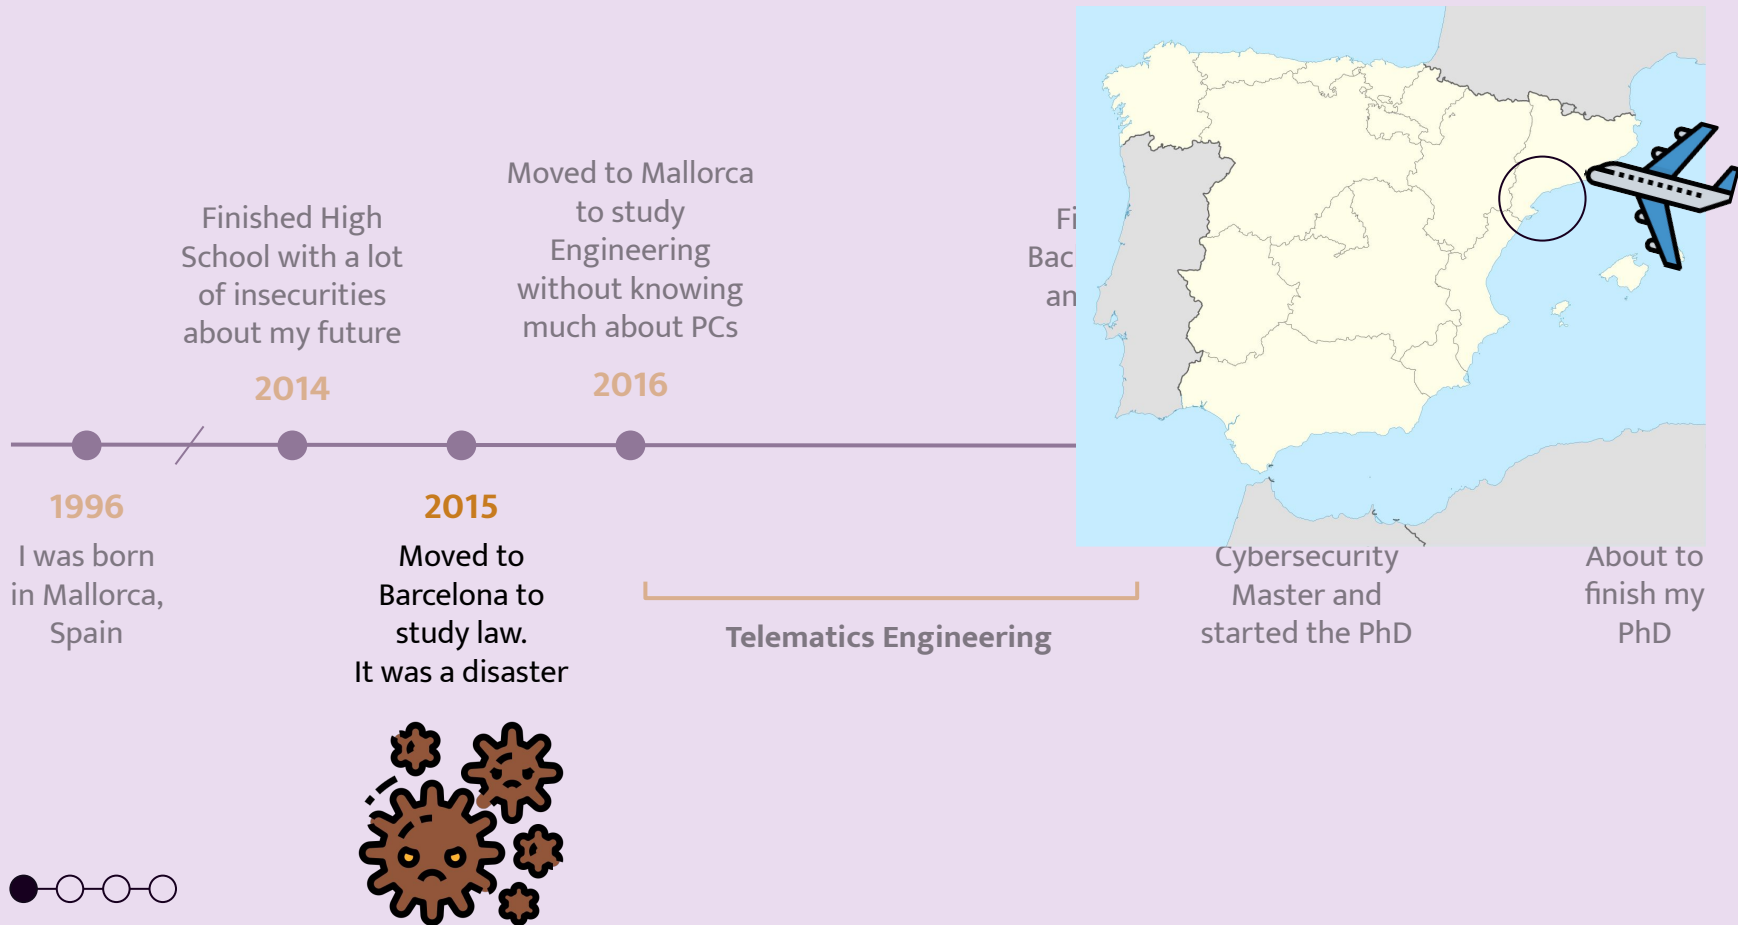 Finished High
School with a lot
of insecurities
about my future
2014
Moved to Mallorca
to study
Engineering
without knowing
much about PCs
2016
1996
I was born
in Mallorca,
Spain
2015
Moved to
Barcelona to
study law.
It was a disaster
Telematics Engineering
Cybersecurity
Master and
started the PhD
About to
finish my
PhD